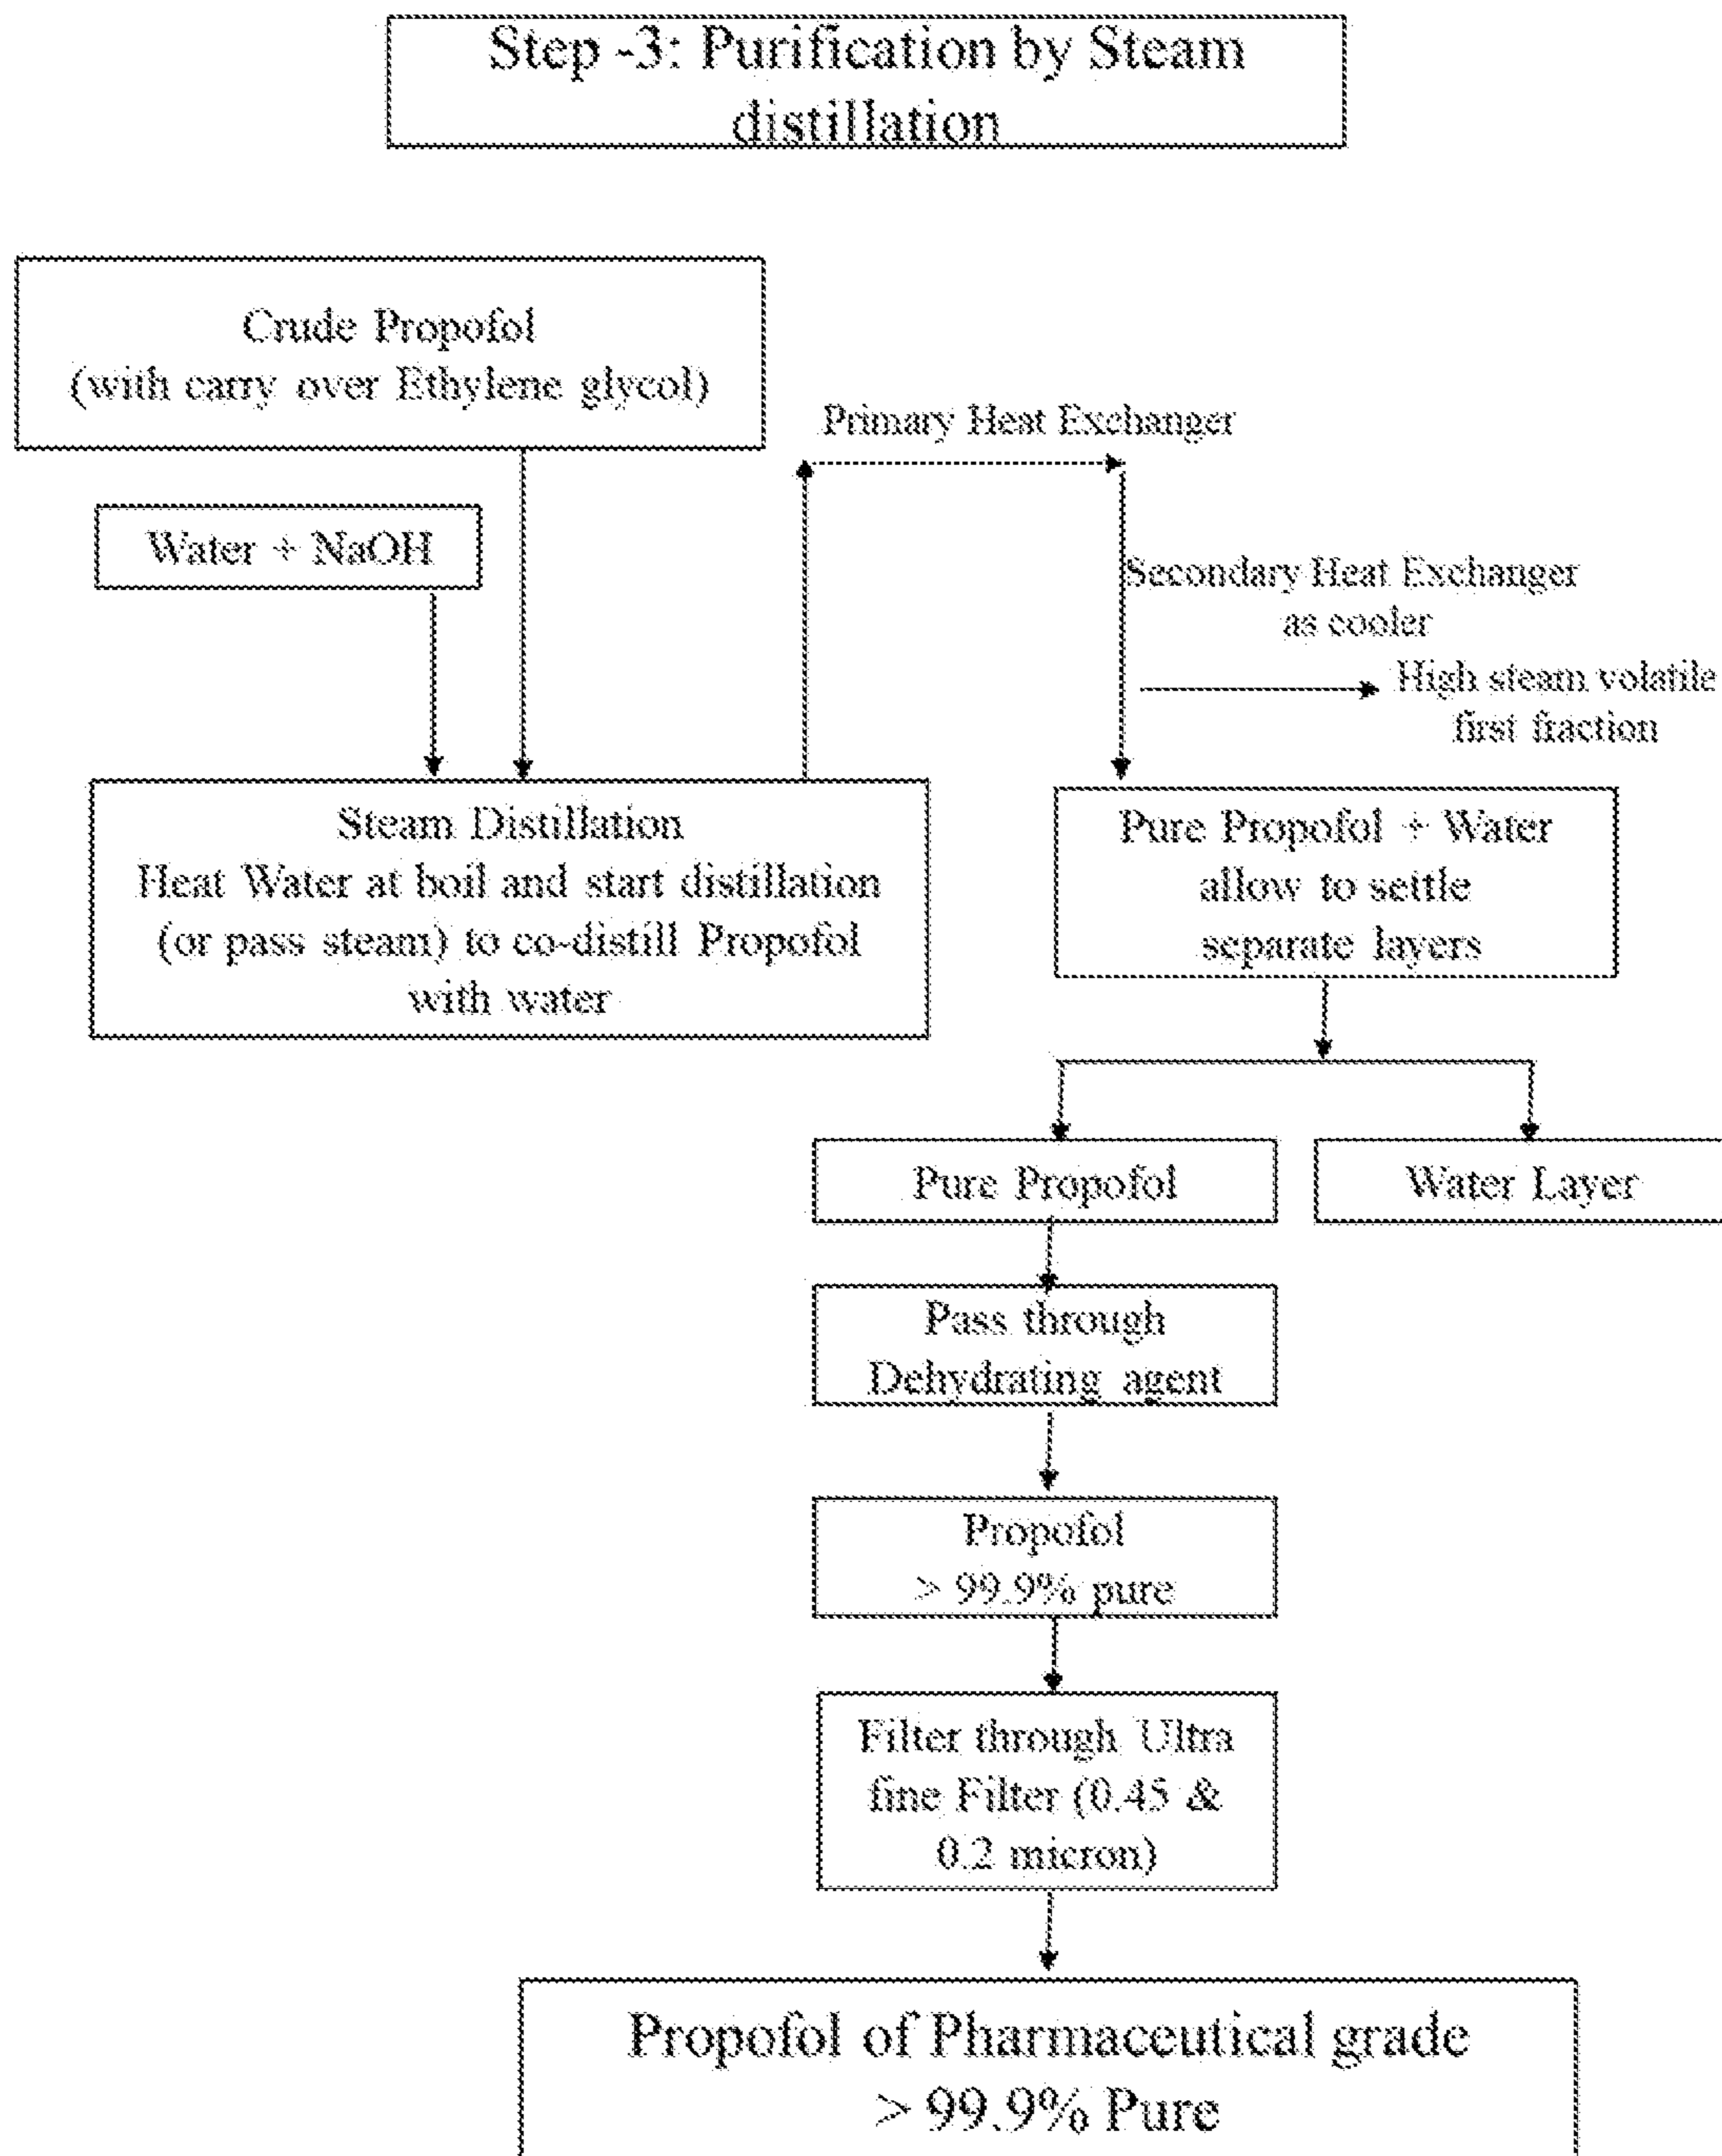 Step -3: Purification by Steam
distillation
Crude Propofol
(with carry over Ethylene glycol)
Primary Heat Exchanger
Water + NaOH
Secondary Heat Exchanger
as cooler
High steam volatile
first fraction
Steam Distillation
Heat Water at boil and start distillation
(or pass steam) to co-distill Propofol
with water
Pure Propofol + Water
allow to settle
separate layers
Pure Propofol
Water Layer
Pass through
Dehydrating agent
Propofol
> 99.9% pure
Filter through Ultra
fine Filter (0.45 &
0.2 micron)
Propofol of Pharmaceutical grade
> 99.9% Pure